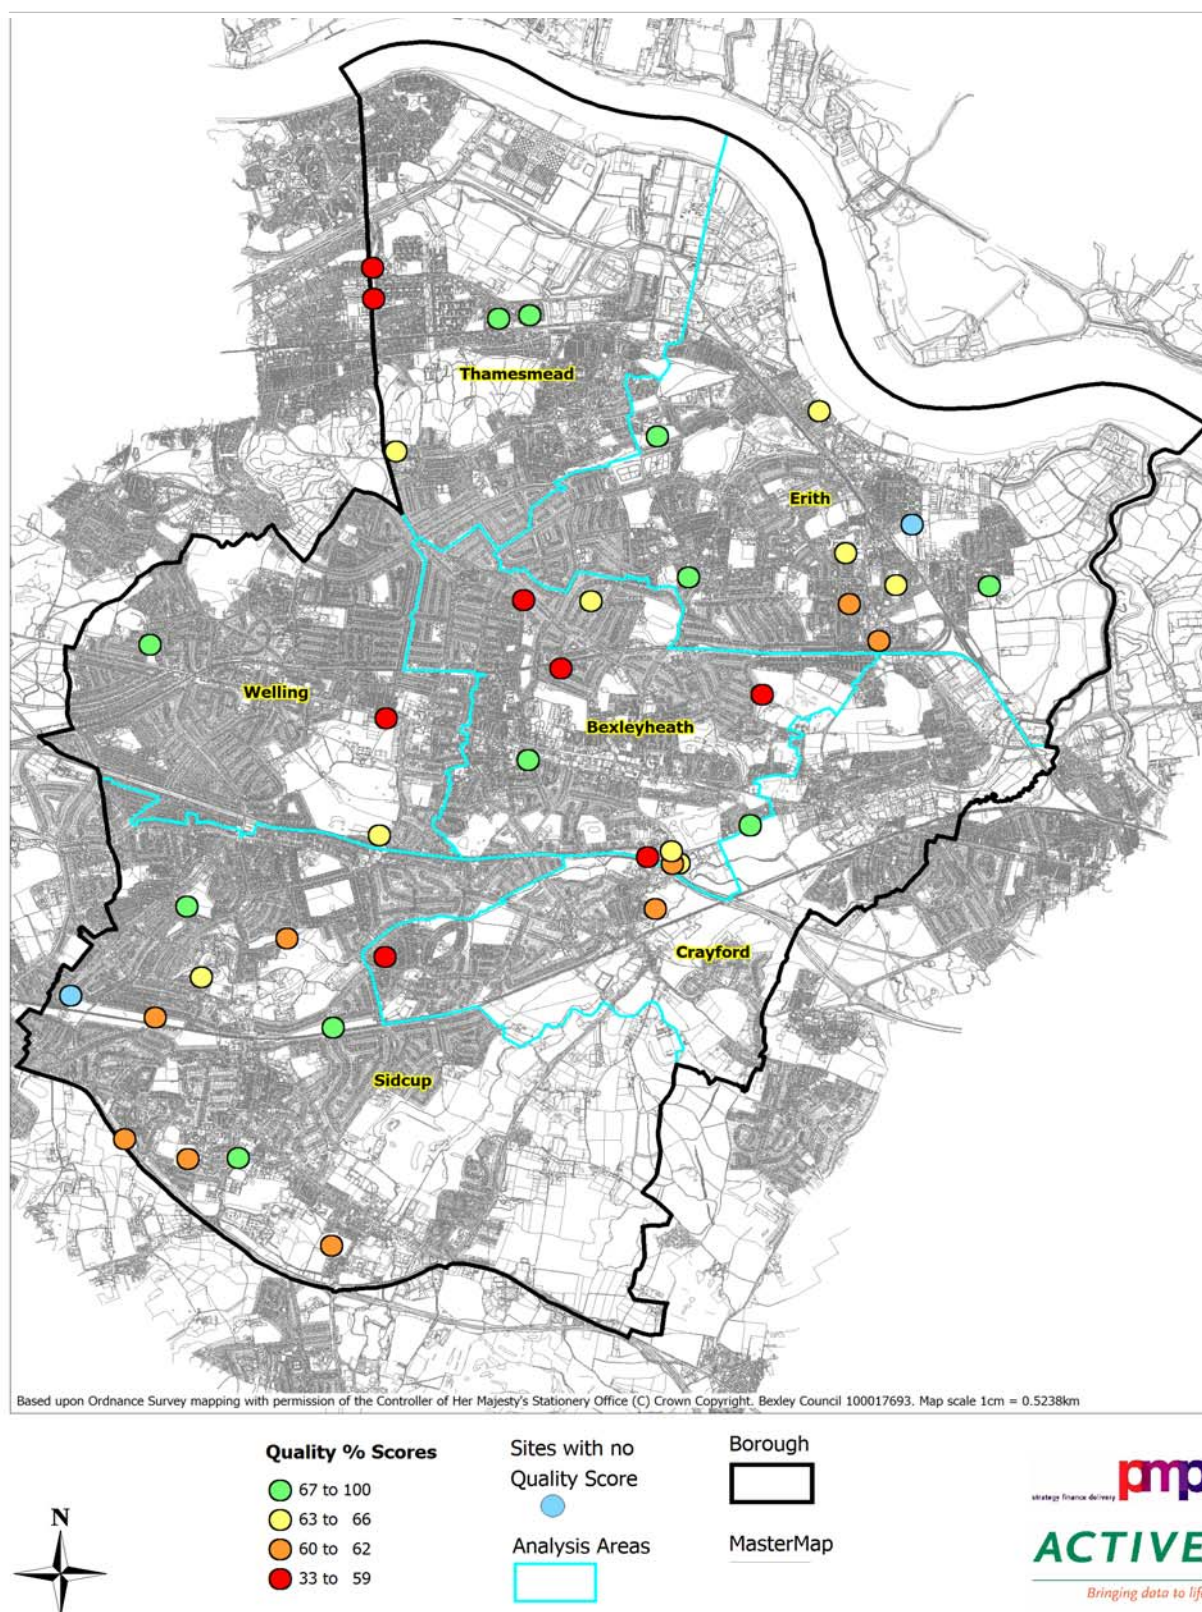 Thamesmead
Erith
Welling
Bexleyheath
Crayford
Sidcup
Based upon Ordnance Survey mapping with permission of the Controller of Her Majesty's Stationery Office (C) Crown Copyright. Bexley Council 100017693. Map scale 1cm = 0.5238km
N
Quality % Scores
67 to 100
63 to 66
60 to 62
33 to 59
Sites with no
Quality Score
Analysis Areas
Borough
MasterMap
strategy finance delivery pmp
ACTIVE
Bringing data to life